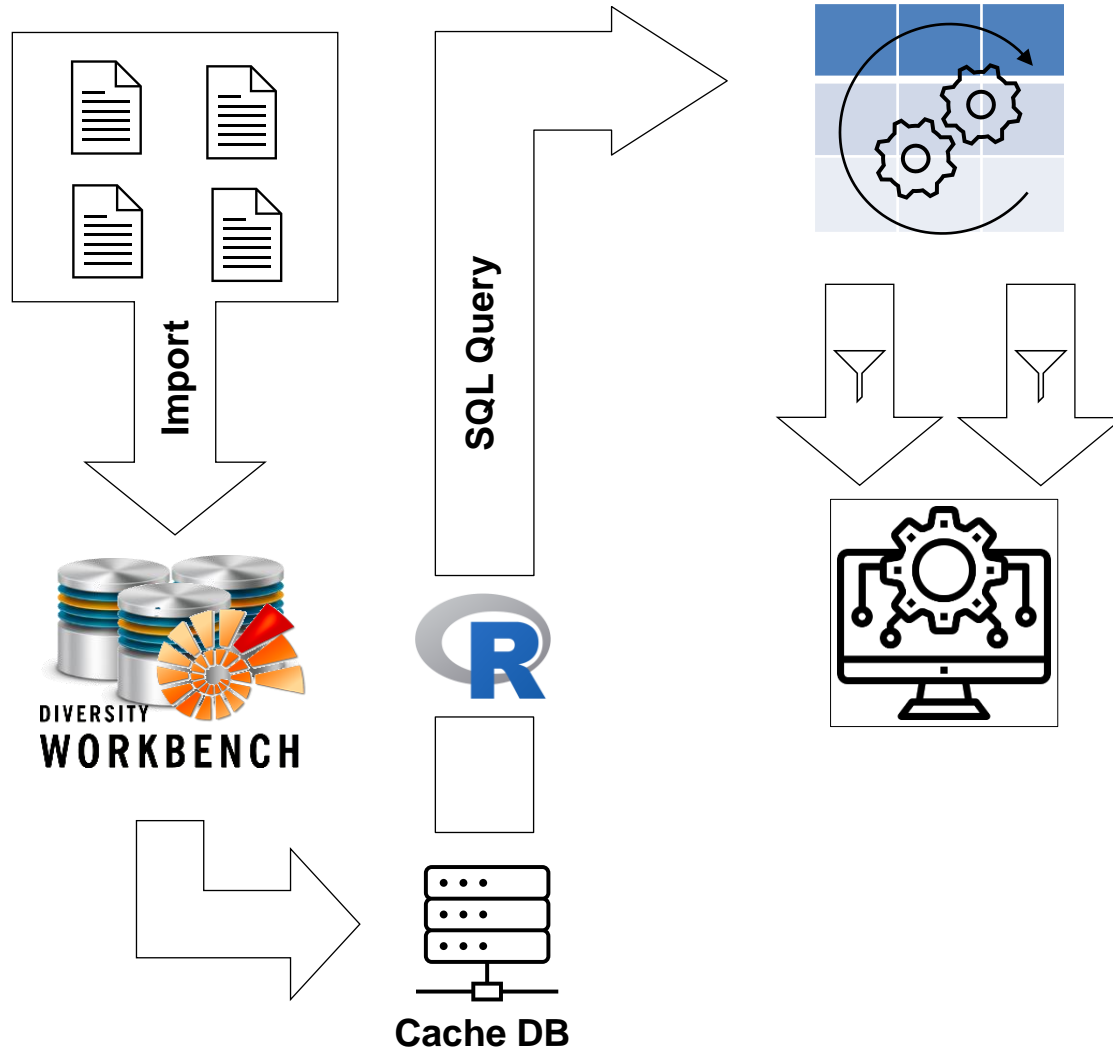 Import
DIVERSITY
WORKBENCH
SQL Query
R
Cache DB